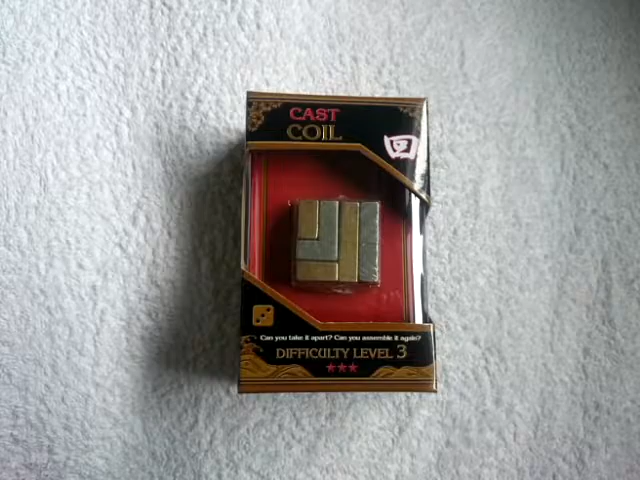 CAST
COIL
Can you take it apart? Can you assemble it again?
DIFFICULTY LEVEL 3